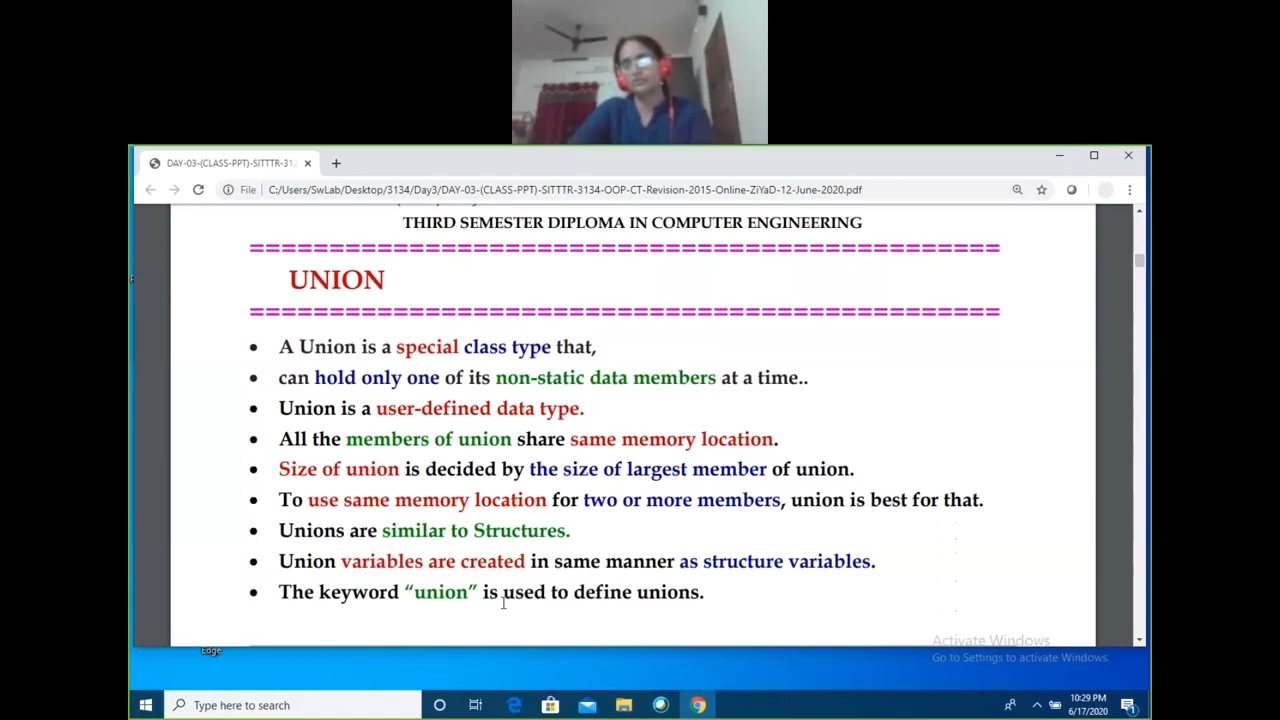 DAY-03-(CLASS-PPT)-SITTTR-313
File C:/Users/SwLab/Desktop/3134/Day3/DAY-03-(CLASS-PPT)-SITTTR-3134-OOP-CT-Revision-2015-Online-ZiYaD-12-June-2020.pdf
THIRD SEMESTER DIPLOMA IN COMPUTER ENGINEERING
================================================
UNION
================================================
• A Union is a special class type that,
• can hold only one of its non-static data members at a time..
• Union is a user-defined data type.
• All the members of union share same memory location.
• Size of union is decided by the size of largest member of union.
• To use same memory location for two or more members, union is best for that.
• Unions are similar to Structures.
• Union variables are created in same manner as structure variables.
• The keyword “union” is used to define unions.
Activate Windows
Go to Settings to activate Windows.
Edge
Type here to search
10:29 PM
6/17/2020
1